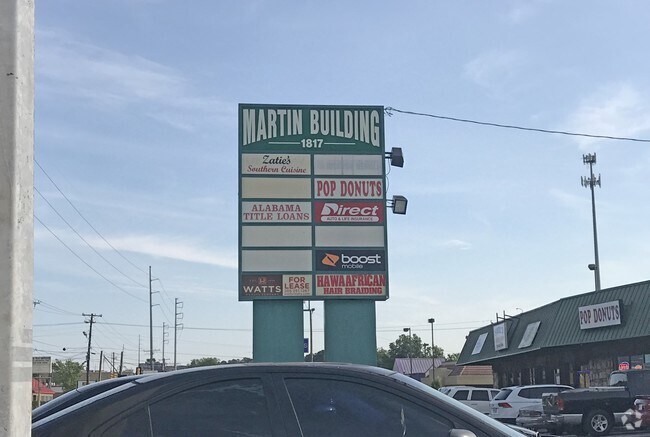 MARTIN BUILDING
1817
Zatie's
Southern Cuisine
POP DONUTS
ALABAMA
TITLE LOANS
Direct
AUTO & LIFE INSURANCE
boost
mobile
WATTS
FOR
LEASE
HAWAAFRICAN
HAIR BRAIDING
POP DONUTS